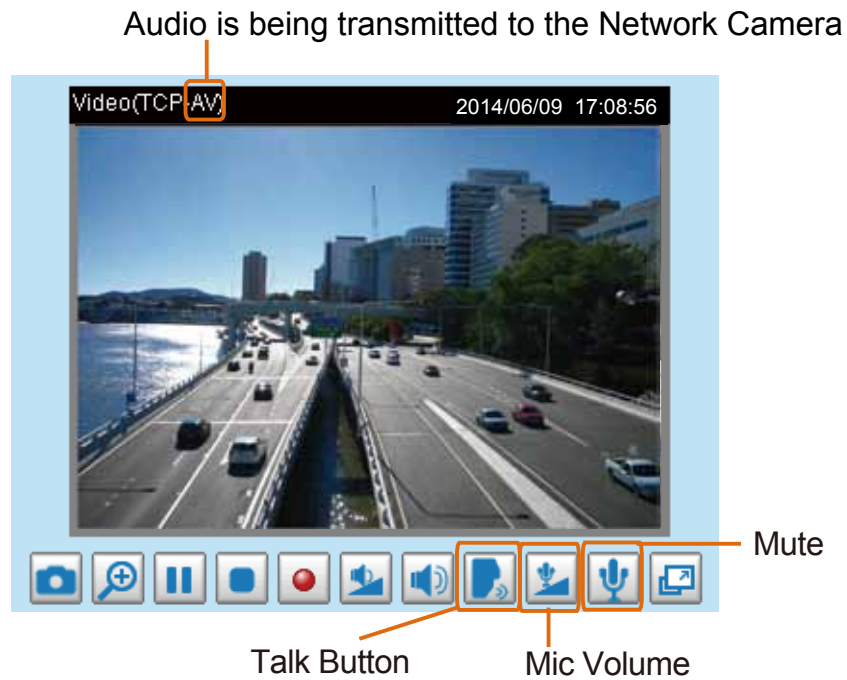 Audio is being transmitted to the Network Camera
Video(TCP-AV)
2014/06/09 17:08:56
Mute
Talk Button
Mic Volume